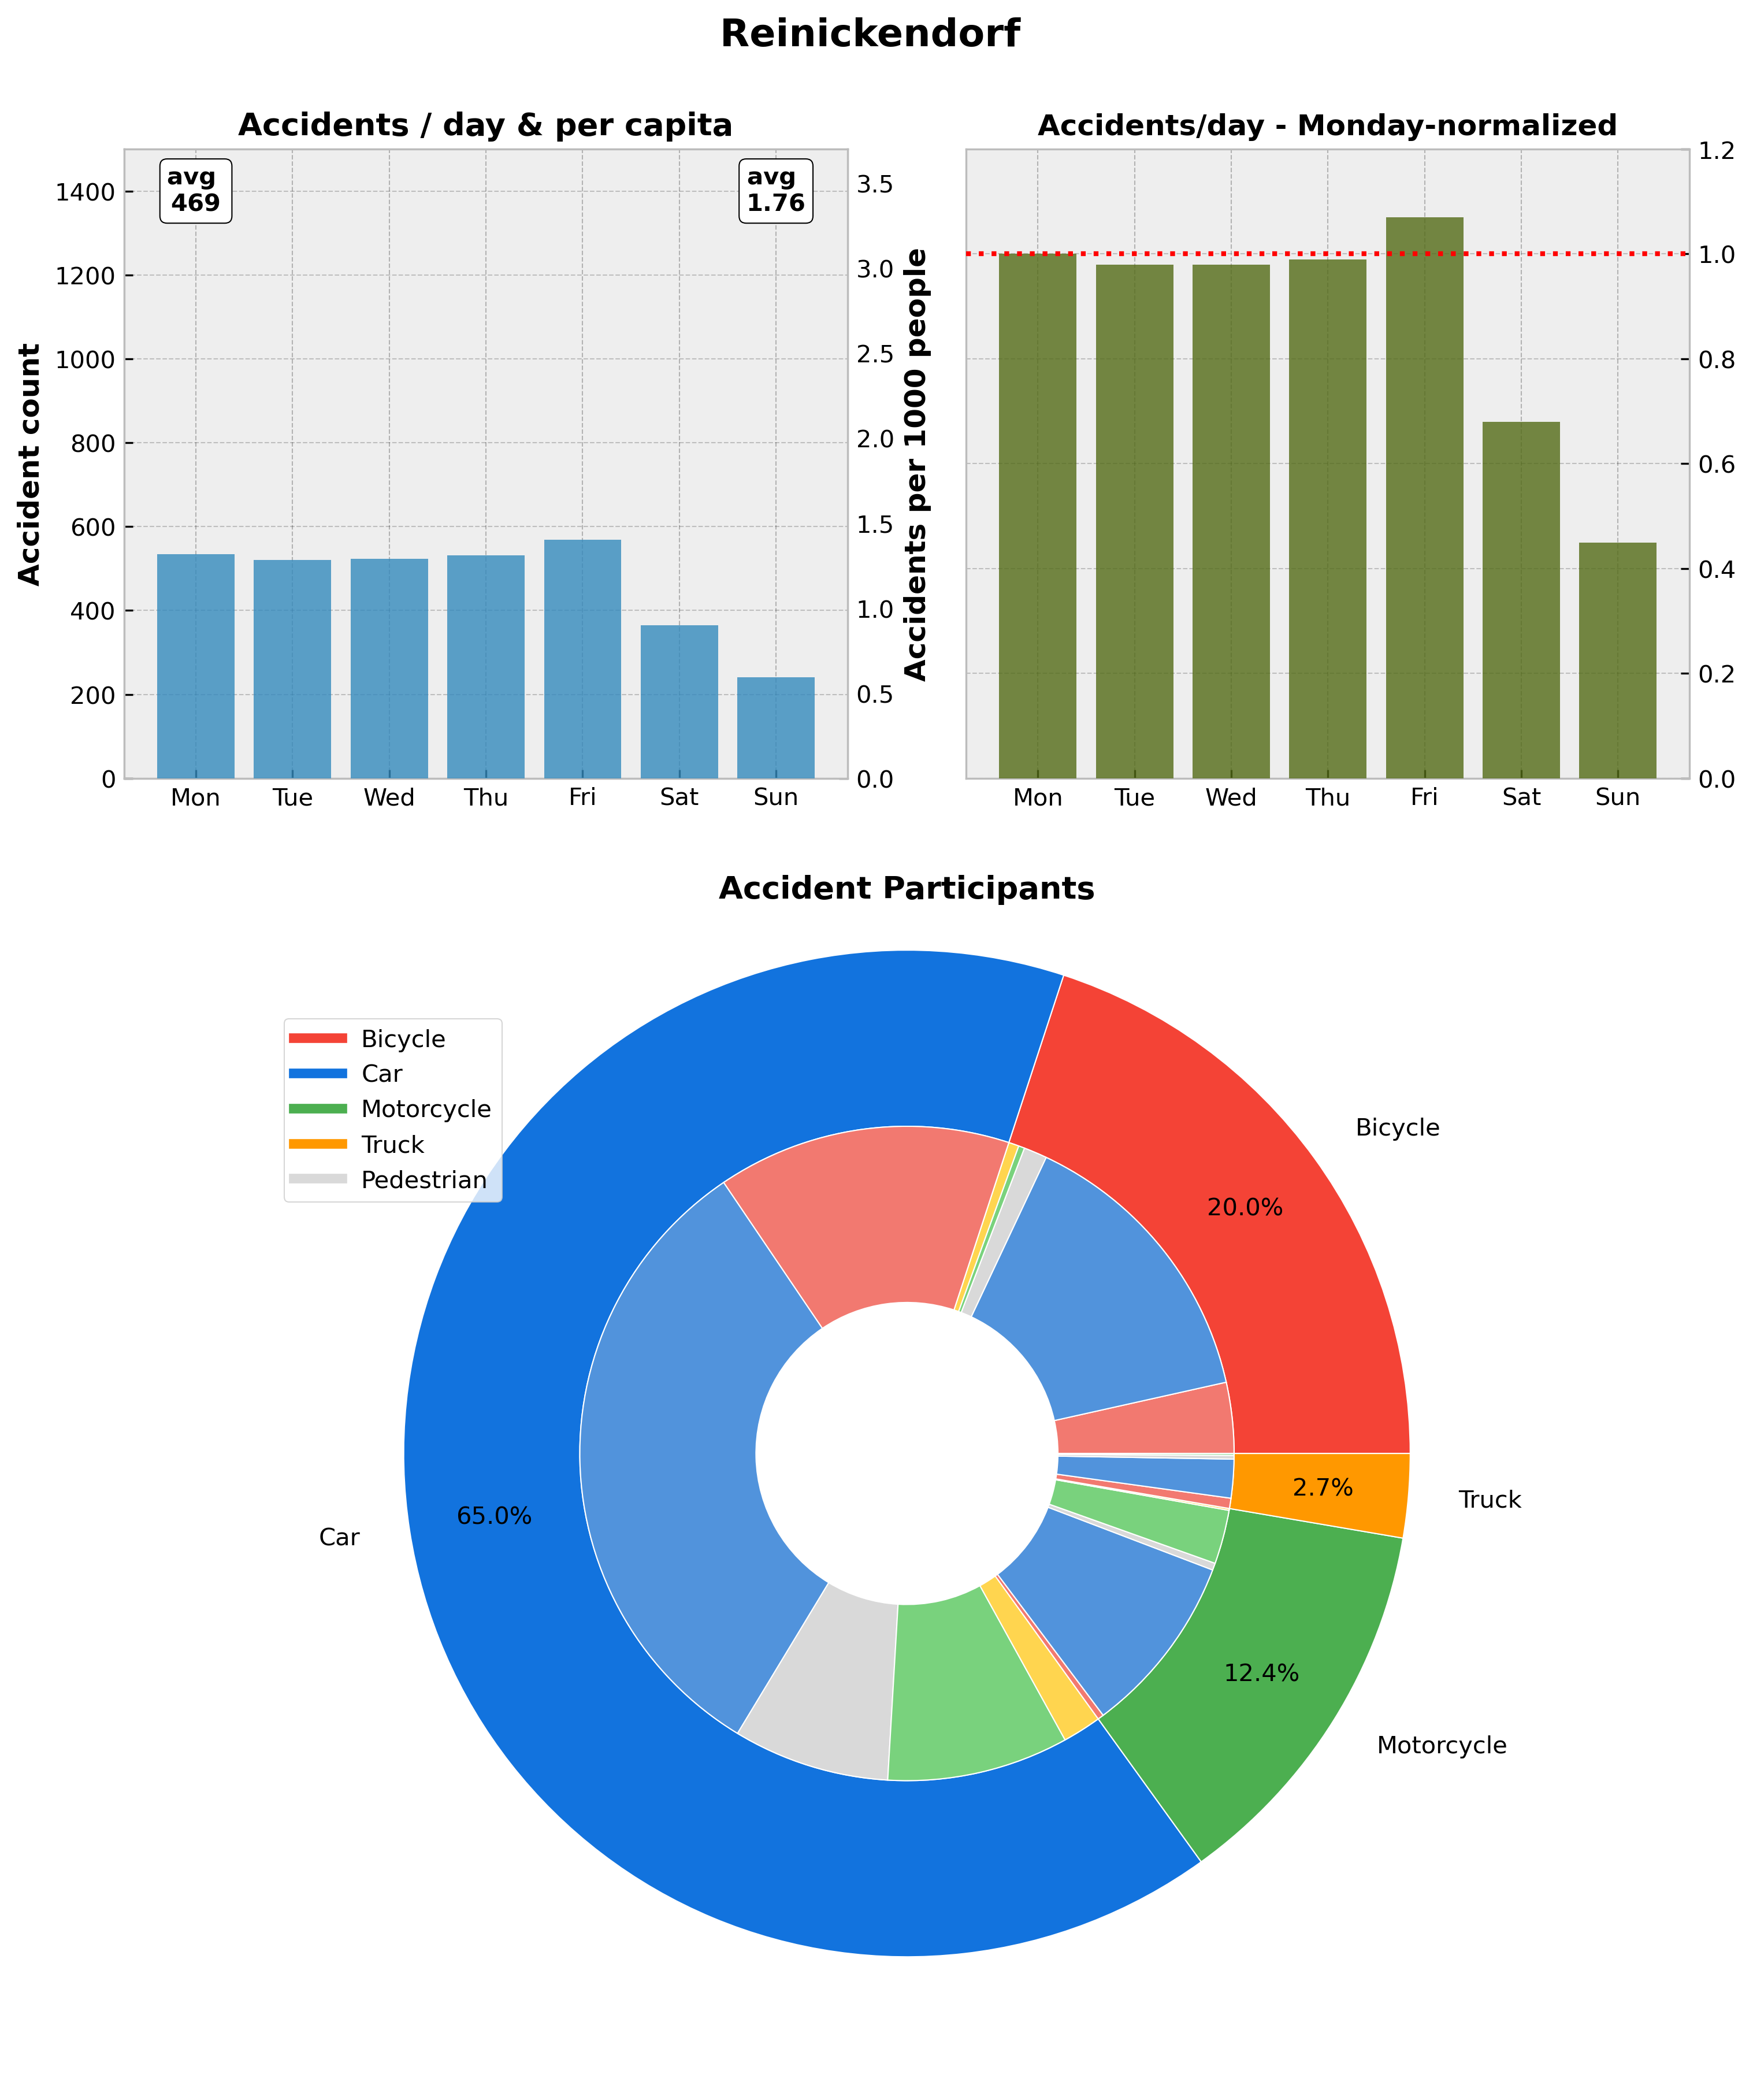 Reinickendorf
Accidents / day & per capita
avg
469
avg
1.76
Accident count
1400
1200
1000
800
600
400
200
0
3.5
3.0
2.5
2.0
1.5
1.0
0.5
0.0
Accidents per 1000 people
Mon Tue Wed Thu Fri Sat Sun
Accidents/day - Monday-normalized
1.2
1.0
0.8
0.6
0.4
0.2
0.0
Mon Tue Wed Thu Fri Sat Sun
Accident Participants
Bicycle
Car
Motorcycle
Truck
Pedestrian
Bicycle
20.0%
Car
65.0%
Truck
2.7%
Motorcycle
12.4%